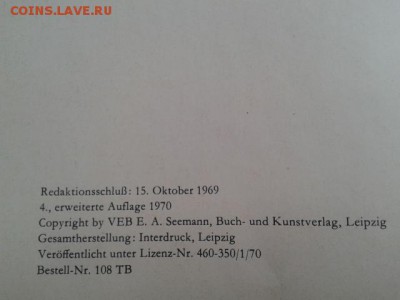 COINS.LAVE.RU
Redaktionsschluß: 15. Oktober 1969
4., erweiterte Auflage 1970
Copyright by VEB E. A. Seemann, Buch- und Kunstverlag, Leipzig
Gesamtherstellung: Interdruck, Leipzig
Veröffentlicht unter Lizenz-Nr. 460-350/1/70
Bestell-Nr. 108 TB